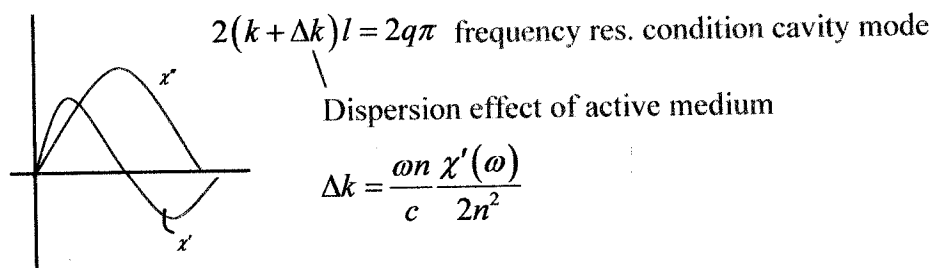 2(k + Δk)l = 2qπ frequency res. condition cavity mode
χ″
Dispersion effect of active medium
Δk = ωn/c χ′(ω)/2n²
χ′